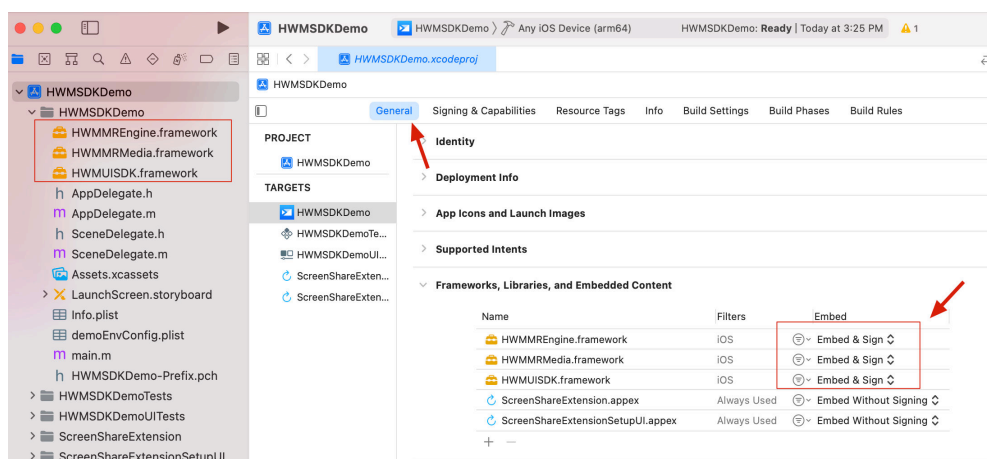 HWMSDKDemo
HWMSDKDemo 〉 Any iOS Device (arm64)
HWMSDKDemo: Ready | Today at 3:25 PM
1
HWMSDKDemo.xcodeproj
HWMSDKDemo
HWMSDKDemo
HWMMREngine.framework
HWMMRMedia.framework
HWMUISDK.framework
h AppDelegate.h
m AppDelegate.m
h SceneDelegate.h
m SceneDelegate.m
Assets.xcassets
LaunchScreen.storyboard
Info.plist
demoEnvConfig.plist
m main.m
h HWMSDKDemo-Prefix.pch
HWMSDKDemoTests
HWMSDKDemoUITests
ScreenShareExtension
ScreenShareExtensionSetupUI
HWMSDKDemo
General Signing & Capabilities Resource Tags Info Build Settings Build Phases Build Rules
PROJECT
HWMSDKDemo
TARGETS
HWMSDKDemo
HWMSDKDemoTe...
HWMSDKDemoUI...
ScreenShareExten...
ScreenShareExten...
Identity
Deployment Info
App Icons and Launch Images
Supported Intents
Frameworks, Libraries, and Embedded Content
Name Filters Embed
HWMMREngine.framework iOS Embed & Sign
HWMMRMedia.framework iOS Embed & Sign
HWMUISDK.framework iOS Embed & Sign
ScreenShareExtension.appex Always Used Embed Without Signing
ScreenShareExtensionSetupUI.appex Always Used Embed Without Signing